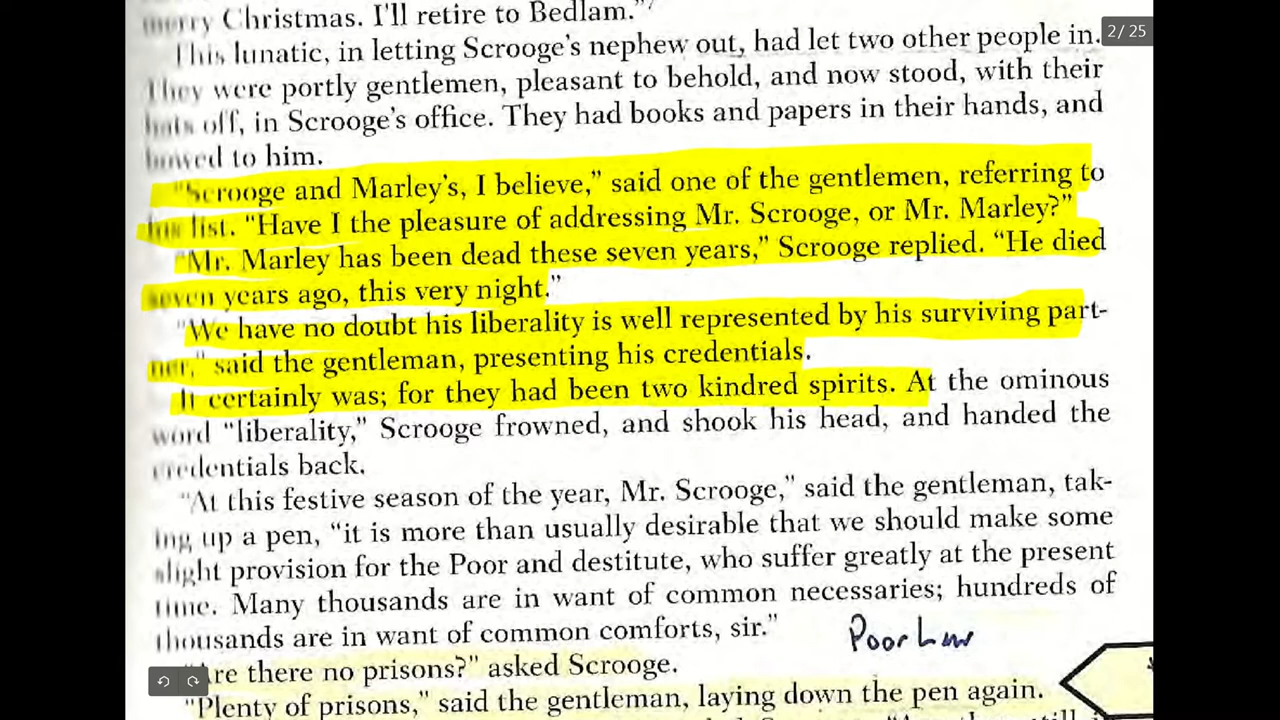 merry Christmas. I'll retire to Bedlam."
2/25
This lunatic, in letting Scrooge's nephew out, had let two other people in.
They were portly gentlemen, pleasant to behold, and now stood, with their
hats off, in Scrooge's office. They had books and papers in their hands, and
bowed to him.
"Scrooge and Marley's, I believe," said one of the gentlemen, referring to
his list. "Have I the pleasure of addressing Mr. Scrooge, or Mr. Marley?"
"Mr. Marley has been dead these seven years," Scrooge replied. "He died
seven years ago, this very night."
"We have no doubt his liberality is well represented by his surviving part-
ner," said the gentleman, presenting his credentials.
It certainly was; for they had been two kindred spirits. At the ominous
word "liberality," Scrooge frowned, and shook his head, and handed the
credentials back.
"At this festive season of the year, Mr. Scrooge," said the gentleman, tak-
ing up a pen, "it is more than usually desirable that we should make some
slight provision for the Poor and destitute, who suffer greatly at the present
time. Many thousands are in want of common necessaries; hundreds of
thousands are in want of common comforts, sir."
Poor Law
"Are there no prisons?" asked Scrooge.
"Plenty of prisons," said the gentleman, laying down the pen again.